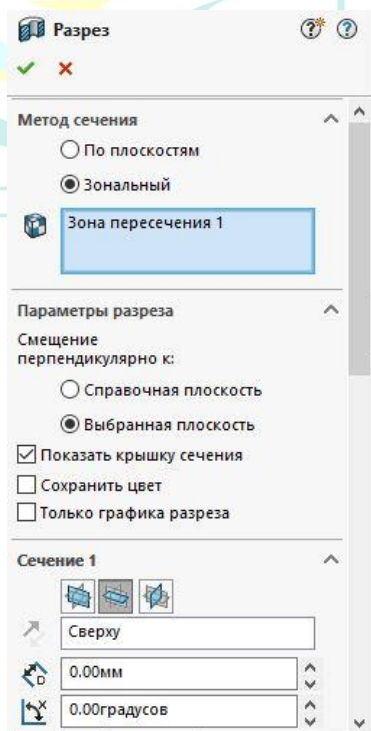 Разрез
Метод сечения
По плоскостям
Зональный
Зона пересечения 1
Параметры разреза
Смещение
перпендикулярно к:
Справочная плоскость
Выбранная плоскость
Показать крышку сечения
Сохранить цвет
Только графика разреза
Сечение 1
Сверху
0.00мм
0.00градусов